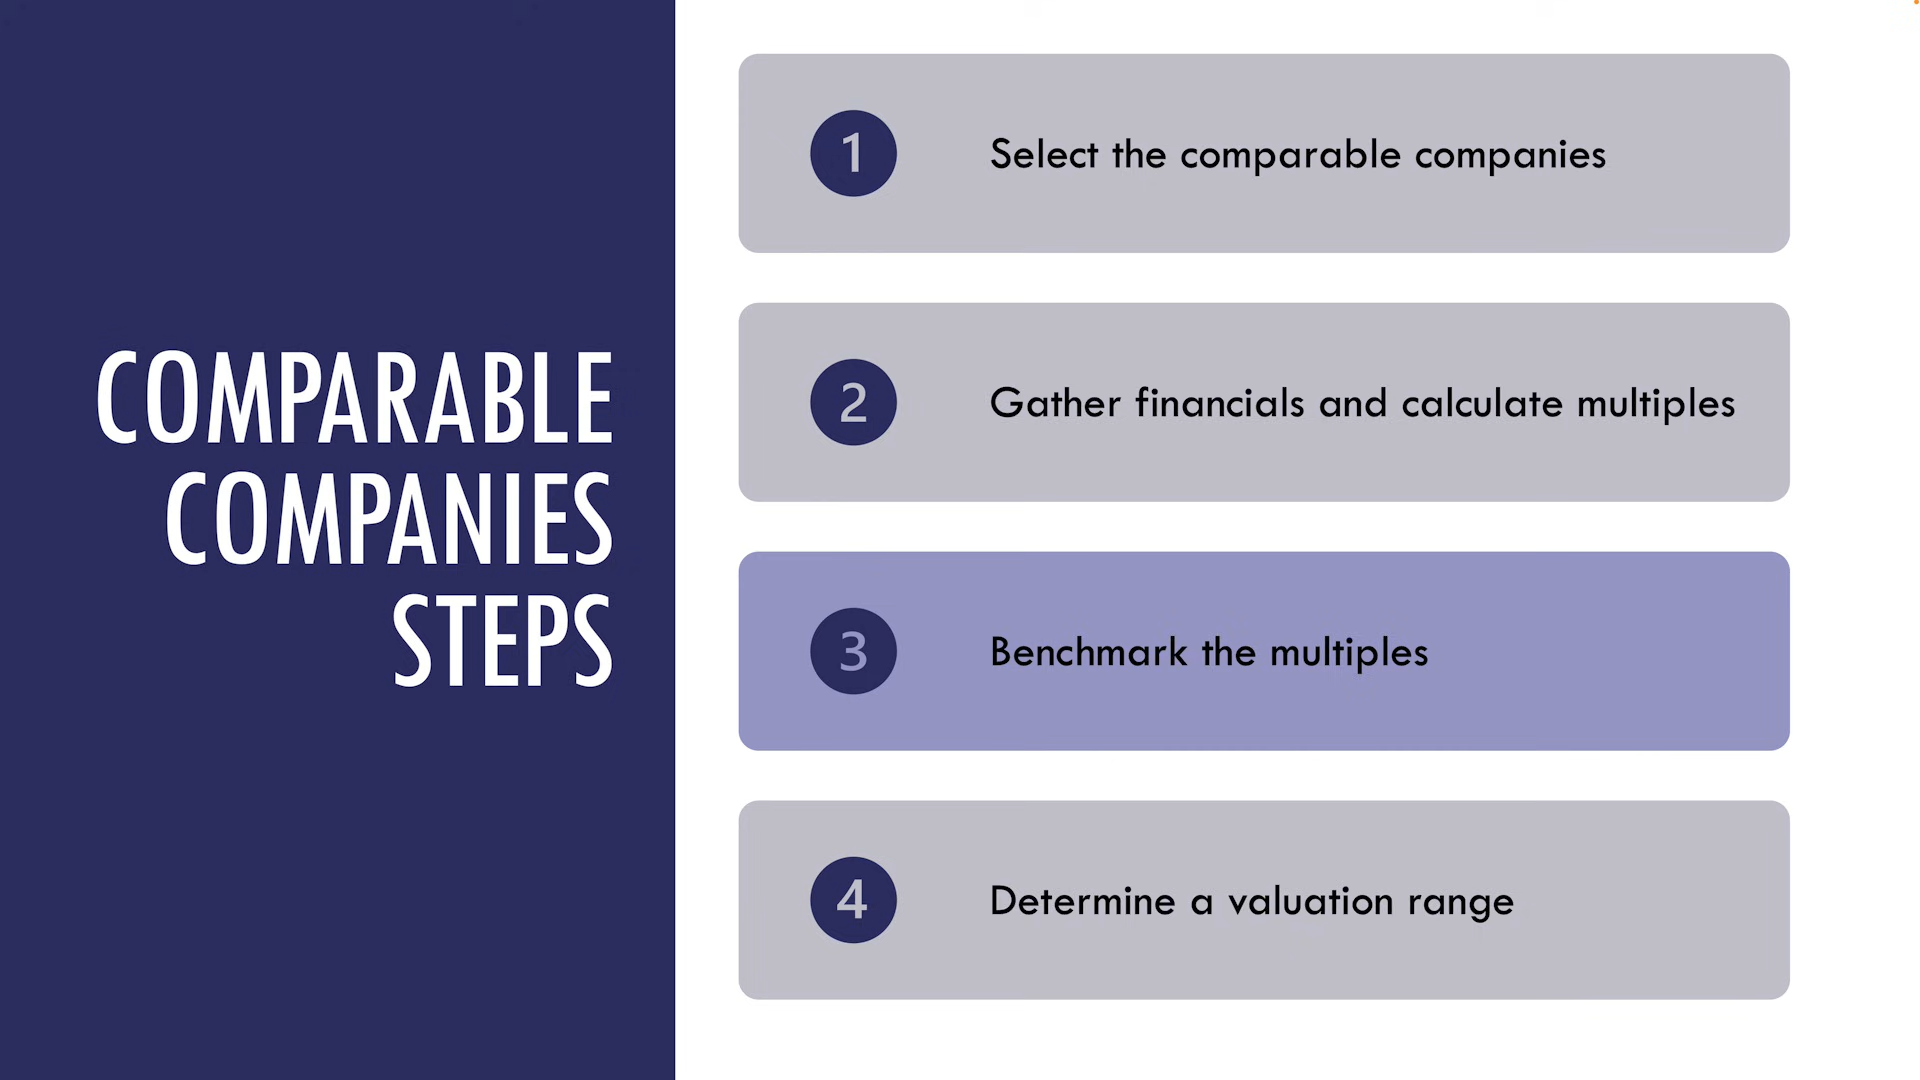 COMPARABLE
COMPANIES
STEPS
1 Select the comparable companies
2 Gather financials and calculate multiples
3 Benchmark the multiples
4 Determine a valuation range